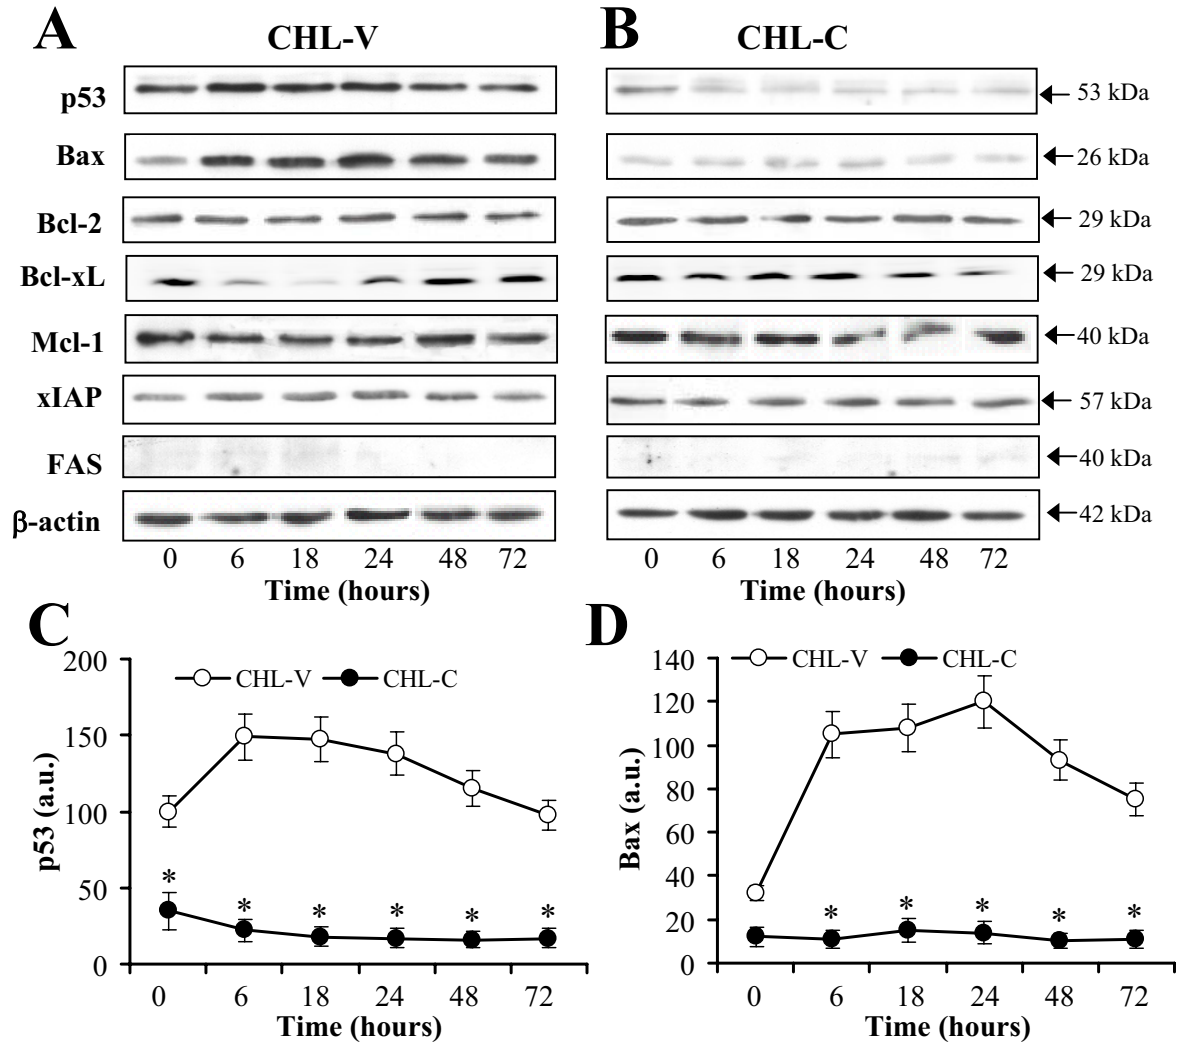 A CHL-V B CHL-C
p53 53 kDa
Bax 26 kDa
Bcl-2 29 kDa
Bcl-xL 29 kDa
Mcl-1 40 kDa
xIAP 57 kDa
FAS 40 kDa
β-actin 42 kDa
0 6 18 24 48 72 0 6 18 24 48 72
Time (hours) Time (hours)
C
p53 (a.u.)
200
150
100
50
0
CHL-V CHL-C
* * * * * *
0 6 18 24 48 72
Time (hours)
D
Bax (a.u.)
140
120
100
80
60
40
20
0
CHL-V CHL-C
* * * * *
0 6 18 24 48 72
Time (hours)